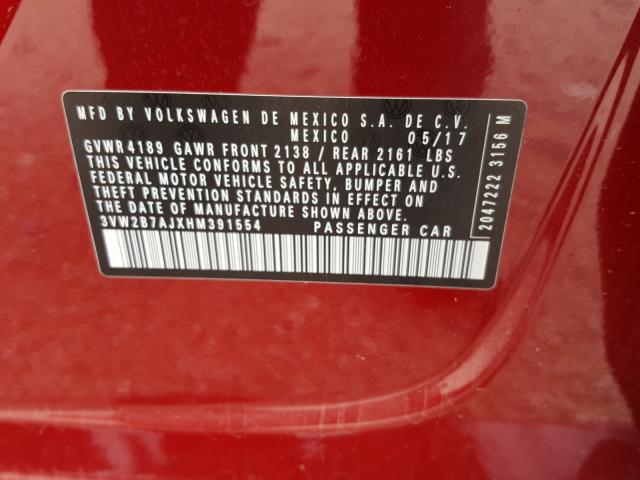 MFD BY VOLKSWAGEN DE MEXICO S.A. DE C.V.
MEXICO 05/17
GVWR 4189 GAWR FRONT 2138 / REAR 2161 LBS
THIS VEHICLE CONFORMS TO ALL APPLICABLE U.S.
FEDERAL MOTOR VEHICLE SAFETY, BUMPER AND
THEFT PREVENTION STANDARDS IN EFFECT ON
THE DATE OF MANUFACTURE SHOWN ABOVE.
3VW2B7AJXHM391554 PASSENGER CAR
2047222 3156 M